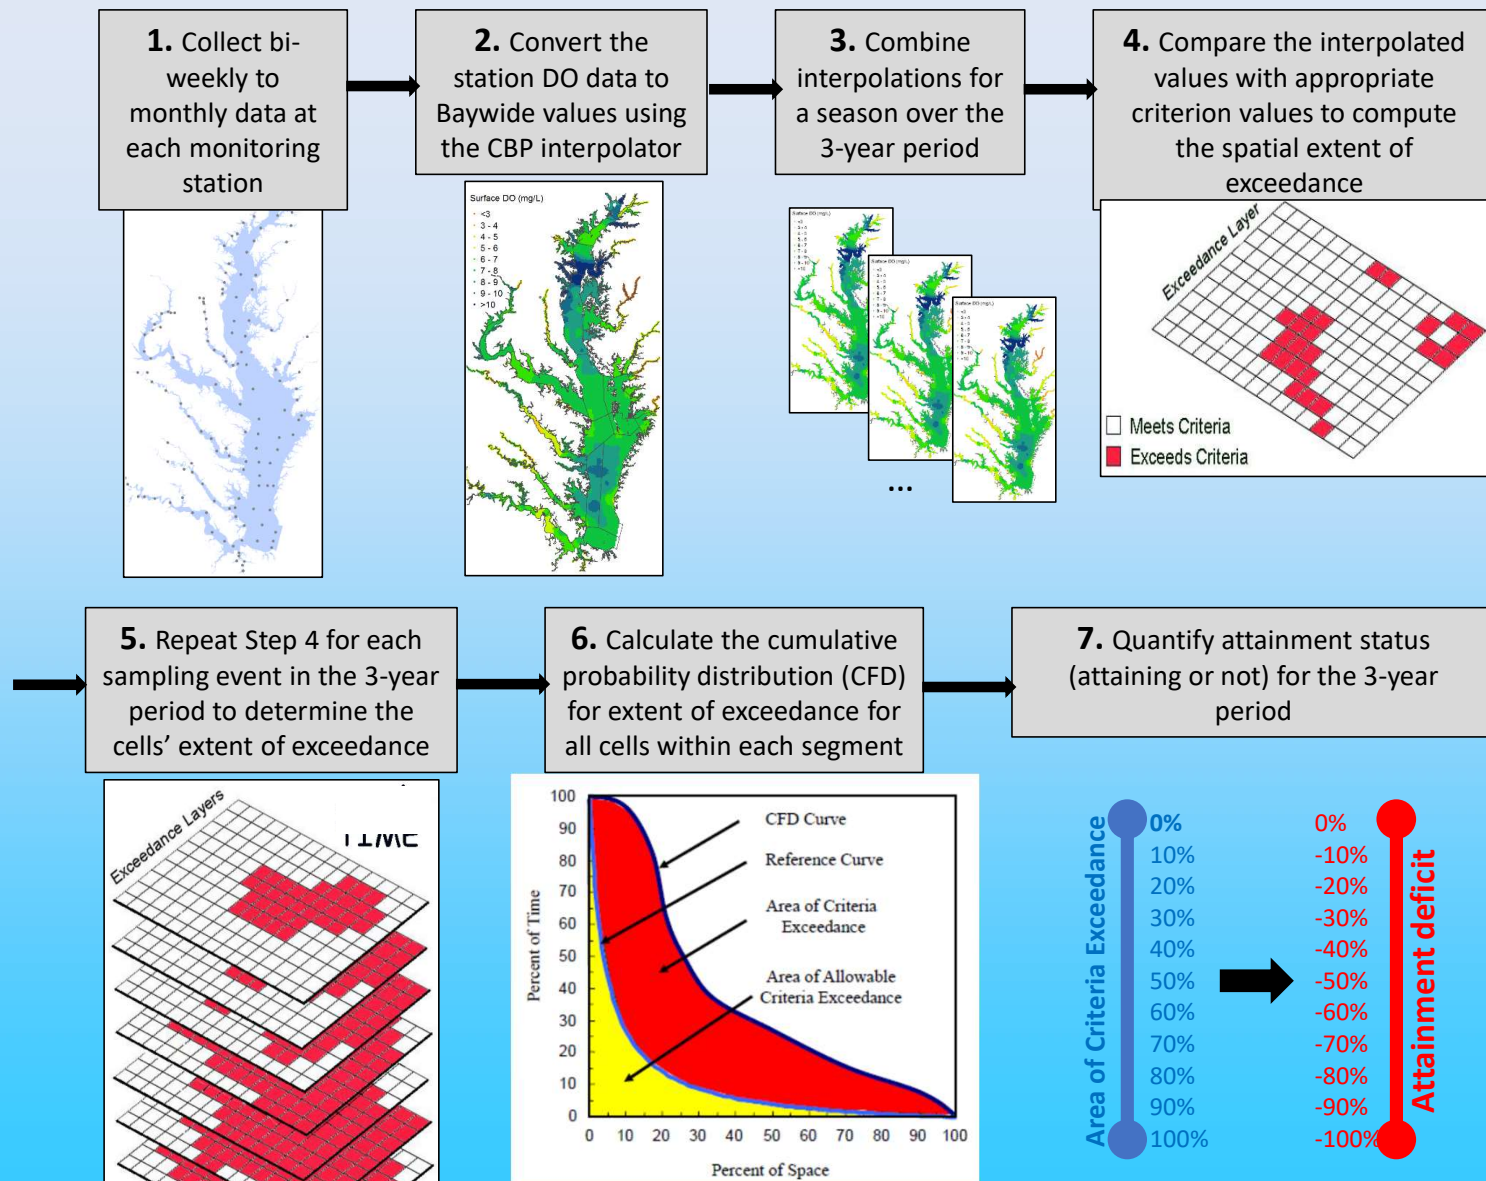 1. Collect bi-
weekly to
monthly data at
each monitoring
station
2. Convert the
station DO data to
Baywide values using
the CBP interpolator
3. Combine
interpolations for
a season over the
3-year period
4. Compare the interpolated
values with appropriate
criterion values to compute
the spatial extent of
exceedance
Surface DO (mg/L)
<3
3 - 4
4 - 5
5 - 6
6 - 7
7 - 8
8 - 9
9 - 10
>10
Surface DO (mg/L)
Surface DO (mg/L)
Surface DO (mg/L)
...
Exceedance Layer
Meets Criteria
Exceeds Criteria
5. Repeat Step 4 for each
sampling event in the 3-year
period to determine the
cells' extent of exceedance
6. Calculate the cumulative
probability distribution (CFD)
for extent of exceedance for
all cells within each segment
7. Quantify attainment status
(attaining or not) for the 3-year
period
Exceedance Layers
TIME
Percent of Time
100
90
80
70
60
50
40
30
20
10
0
CFD Curve
Reference Curve
Area of Criteria
Exceedance
Area of Allowable
Criteria Exceedance
0 10 20 30 40 50 60 70 80 90 100
Percent of Space
Area of Criteria Exceedance
0%
10%
20%
30%
40%
50%
60%
70%
80%
90%
100%
0%
-10%
-20%
-30%
-40%
-50%
-60%
-70%
-80%
-90%
-100%
Attainment deficit